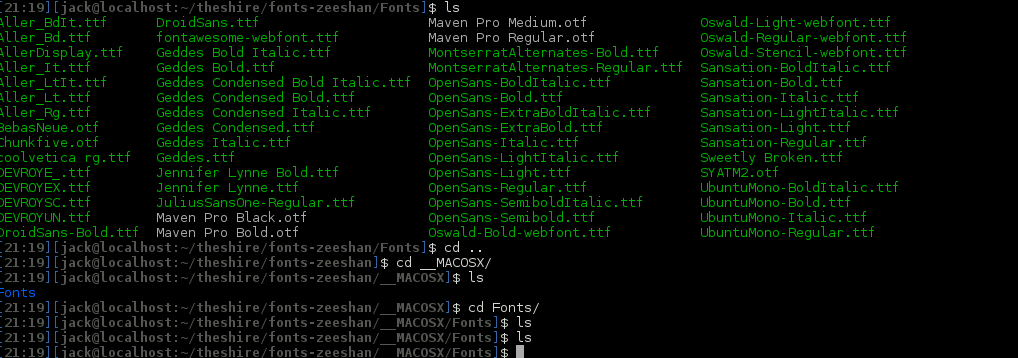 [21:19][jack@localhost:~/theshire/fonts-zeeshan/Fonts]$ ls
Aller_BdIt.ttf DroidSans.ttf Maven Pro Medium.otf Oswald-Light-webfont.ttf
Aller_Bd.ttf fontawesome-webfont.ttf Maven Pro Regular.otf Oswald-Regular-webfont.ttf
AllerDisplay.ttf Geddes Bold Italic.ttf MontserratAlternates-Bold.ttf Oswald-Stencil-webfont.ttf
Aller_It.ttf Geddes Bold.ttf MontserratAlternates-Regular.ttf Sansation-BoldItalic.ttf
Aller_LtIt.ttf Geddes Condensed Bold Italic.ttf OpenSans-BoldItalic.ttf Sansation-Bold.ttf
Aller_Lt.ttf Geddes Condensed Bold.ttf OpenSans-Bold.ttf Sansation-Italic.ttf
Aller_Rg.ttf Geddes Condensed Italic.ttf OpenSans-ExtraBoldItalic.ttf Sansation-LightItalic.ttf
BebasNeue.otf Geddes Condensed.ttf OpenSans-ExtraBold.ttf Sansation-Light.ttf
Chunkfive.otf Geddes Italic.ttf OpenSans-Italic.ttf Sansation-Regular.ttf
coolvetica rg.ttf Geddes.ttf OpenSans-LightItalic.ttf Sweetly Broken.ttf
DEVROYE_.ttf Jennifer Lynne Bold.ttf OpenSans-Light.ttf SYATM2.otf
DEVROYEX.ttf Jennifer Lynne.ttf OpenSans-Regular.ttf UbuntuMono-BoldItalic.ttf
DEVROYSC.ttf JuliusSansOne-Regular.ttf OpenSans-SemiboldItalic.ttf UbuntuMono-Bold.ttf
DEVROYUN.ttf Maven Pro Black.otf OpenSans-Semibold.ttf UbuntuMono-Italic.ttf
DroidSans-Bold.ttf Maven Pro Bold.otf Oswald-Bold-webfont.ttf UbuntuMono-Regular.ttf
[21:19][jack@localhost:~/theshire/fonts-zeeshan/Fonts]$ cd ..
[21:19][jack@localhost:~/theshire/fonts-zeeshan]$ cd __MACOSX/
[21:19][jack@localhost:~/theshire/fonts-zeeshan/__MACOSX]$ ls
Fonts
[21:19][jack@localhost:~/theshire/fonts-zeeshan/__MACOSX]$ cd Fonts/
[21:19][jack@localhost:~/theshire/fonts-zeeshan/__MACOSX/Fonts]$ ls
[21:19][jack@localhost:~/theshire/fonts-zeeshan/__MACOSX/Fonts]$ ls
[21:19][jack@localhost:~/theshire/fonts-zeeshan/__MACOSX/Fonts]$